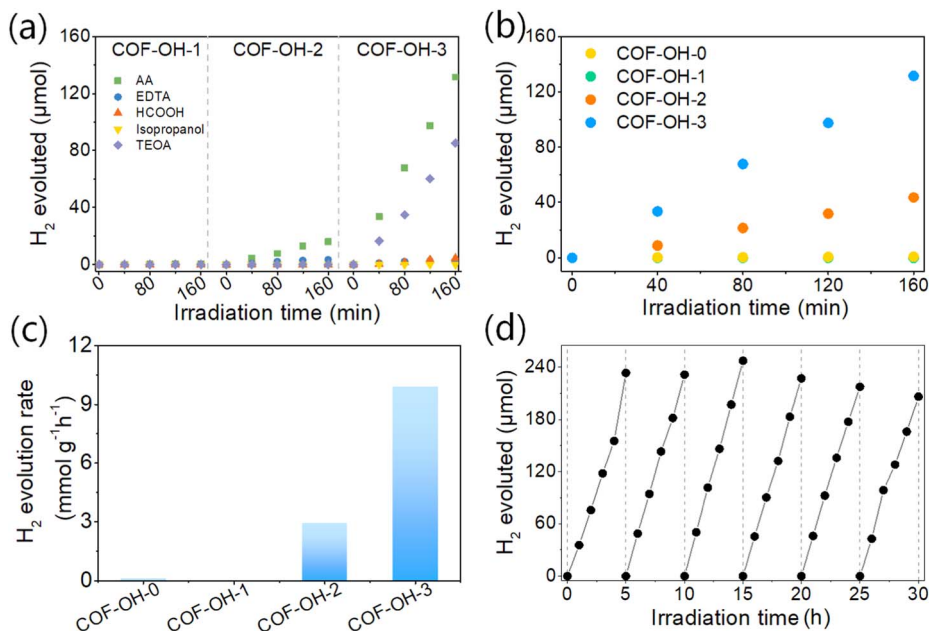 (a)
COF-OH-1 COF-OH-2 COF-OH-3
AA
EDTA
HCOOH
Isopropanol
TEOA
H₂ evoluted (μmol)
160
120
80
40
0
0 80 160 0 80 160 0 80 160
Irradiation time (min)
(b)
COF-OH-0
COF-OH-1
COF-OH-2
COF-OH-3
H₂ evoluted (μmol)
160
120
80
40
0
0 40 80 120 160
Irradiation time (min)
(c)
H₂ evolution rate
(mmol g⁻¹h⁻¹)
12
9
6
3
0
COF-OH-0 COF-OH-1 COF-OH-2 COF-OH-3
(d)
H₂ evoluted (μmol)
240
180
120
60
0
0 5 10 15 20 25 30
Irradiation time (h)